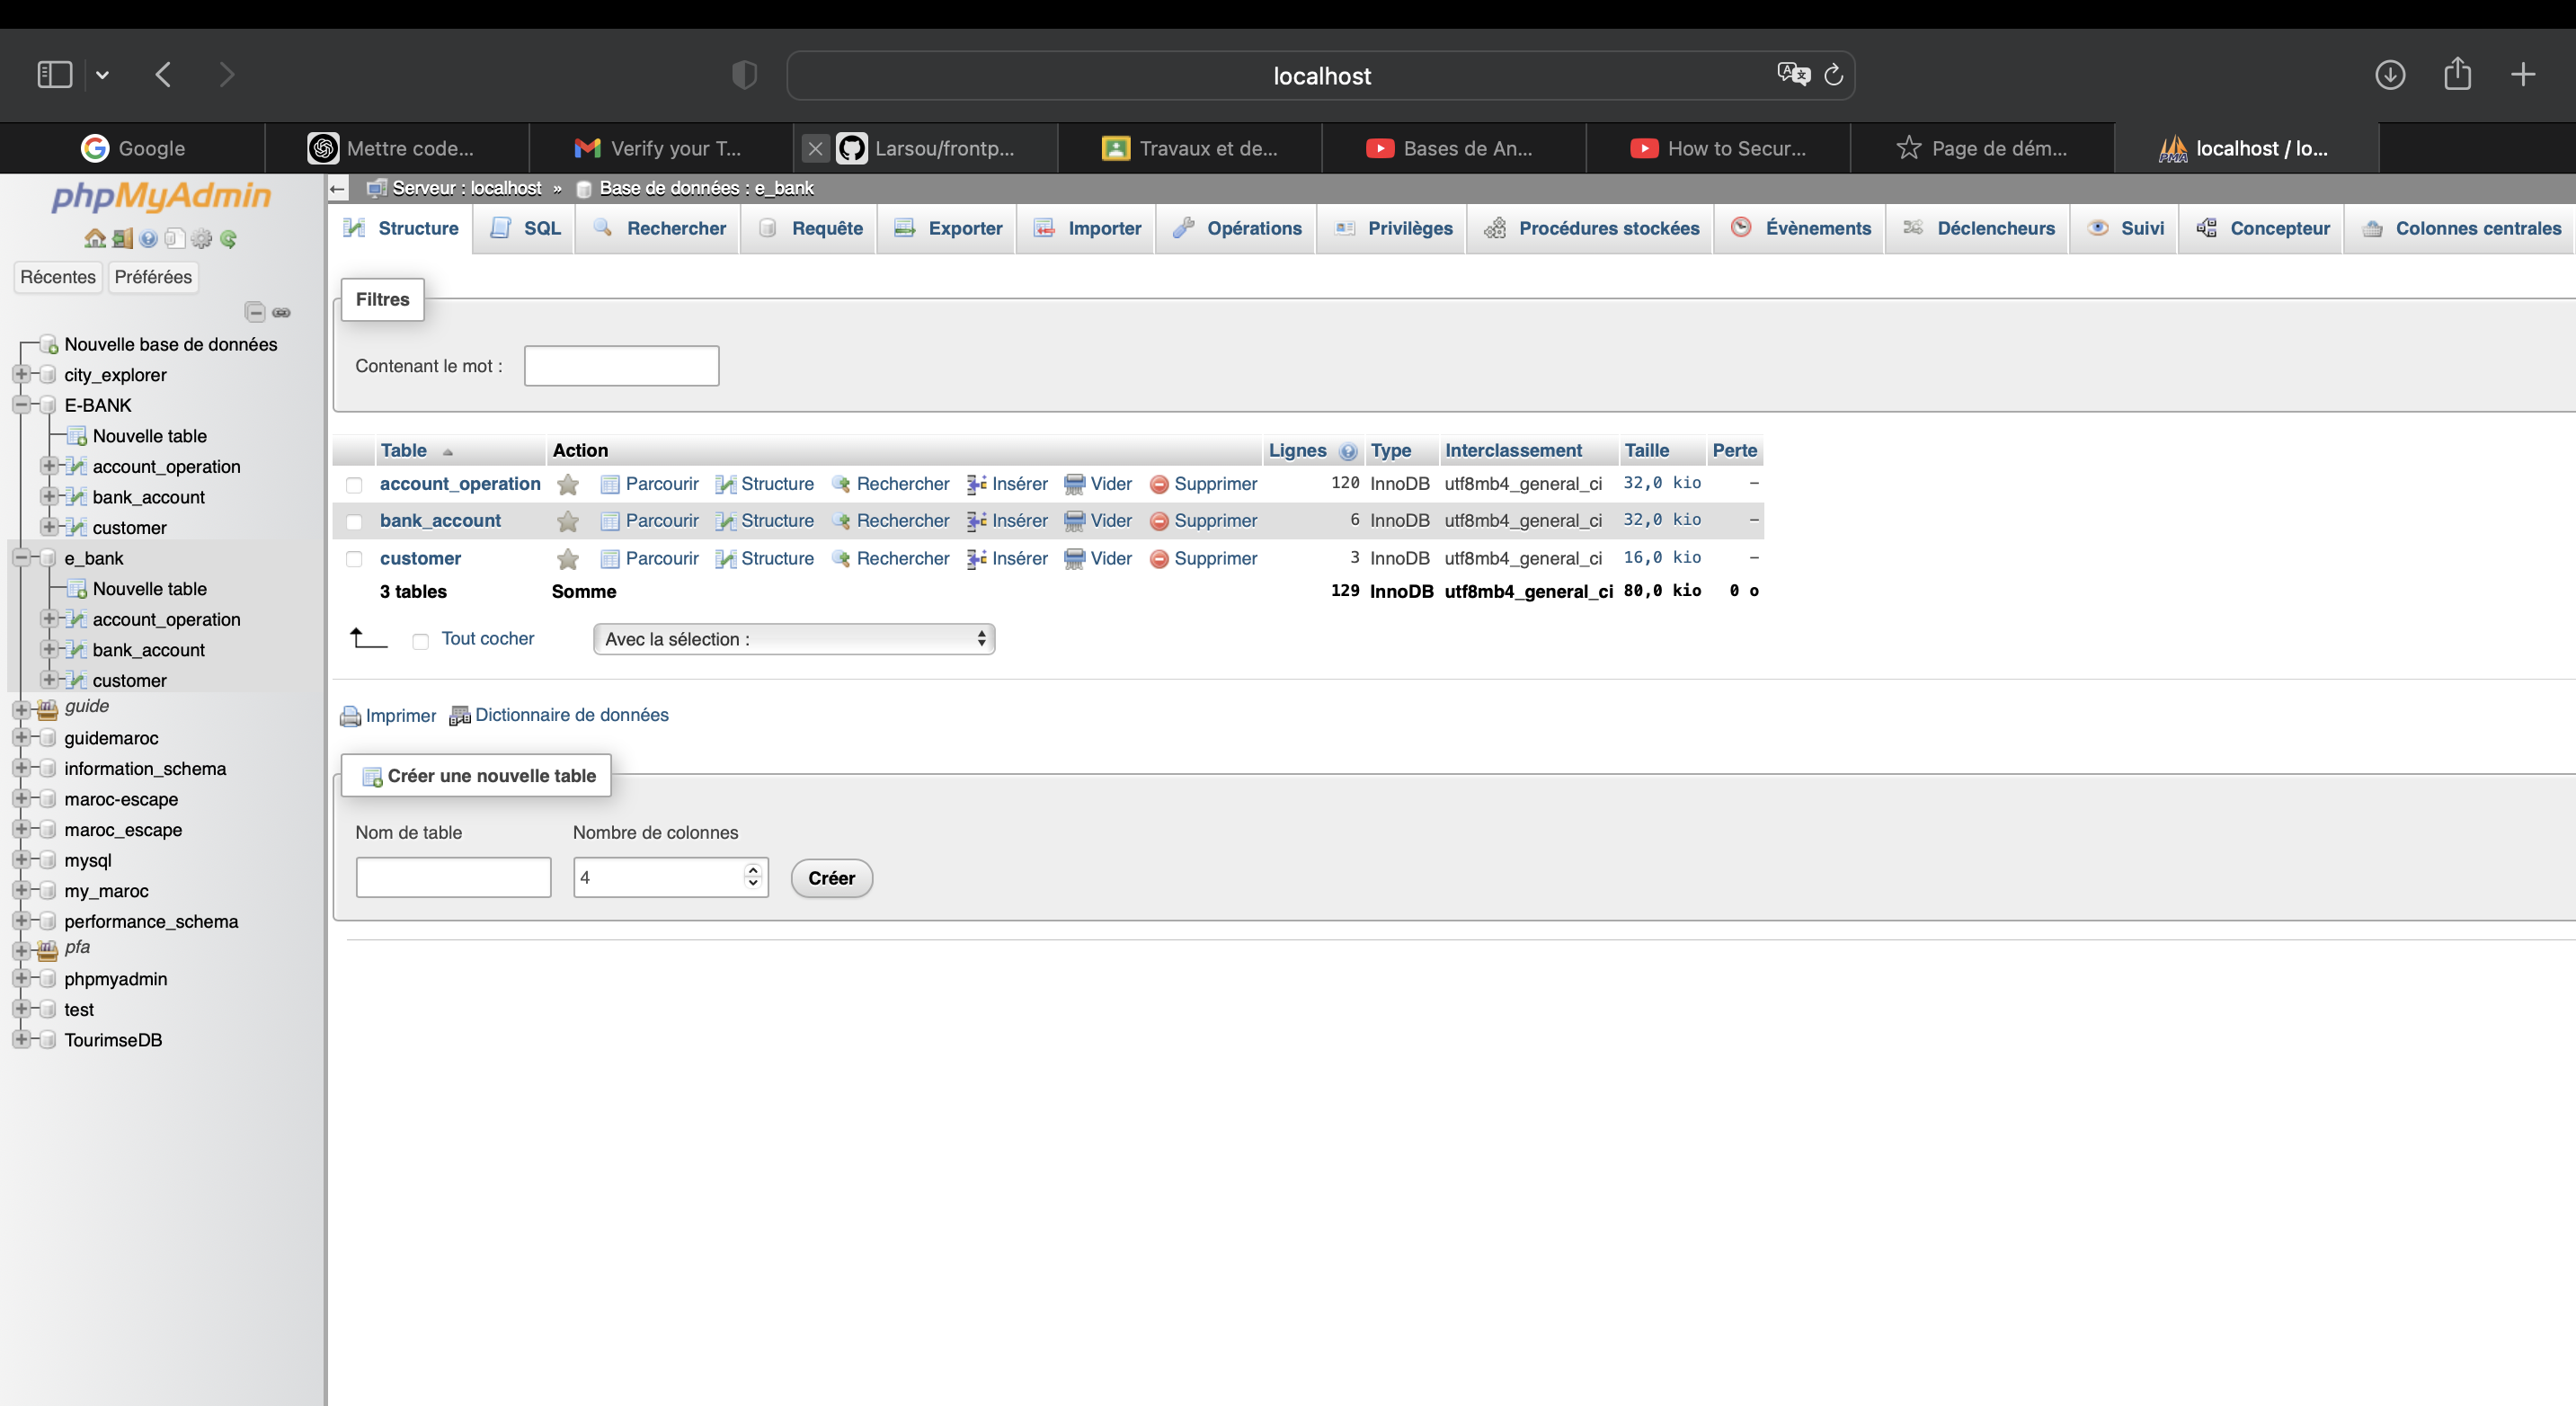 localhost
Google
Mettre code...
Verify your T...
Larsou/frontp...
Travaux et de...
Bases de An...
How to Secur...
Page de dém...
localhost / lo...
phpMyAdmin
Récentes Préférées
Nouvelle base de données
city_explorer
E-BANK
Nouvelle table
account_operation
bank_account
customer
e_bank
Nouvelle table
account_operation
bank_account
customer
guide
guidemaroc
information_schema
maroc-escape
maroc_escape
mysql
my_maroc
performance_schema
pfa
phpmyadmin
test
TourimseDB
Serveur : localhost » Base de données : e_bank
Structure SQL Rechercher Requête Exporter Importer Opérations Privilèges Procédures stockées Évènements Déclencheurs Suivi Concepteur Colonnes centrales
Filtres
Contenant le mot :
Table Action Lignes Type Interclassement Taille Perte
account_operation Parcourir Structure Rechercher Insérer Vider Supprimer 120 InnoDB utf8mb4_general_ci 32,0 kio –
bank_account Parcourir Structure Rechercher Insérer Vider Supprimer 6 InnoDB utf8mb4_general_ci 32,0 kio –
customer Parcourir Structure Rechercher Insérer Vider Supprimer 3 InnoDB utf8mb4_general_ci 16,0 kio –
3 tables Somme 129 InnoDB utf8mb4_general_ci 80,0 kio 0 o
Tout cocher Avec la sélection :
Imprimer Dictionnaire de données
Créer une nouvelle table
Nom de table Nombre de colonnes
4 Créer